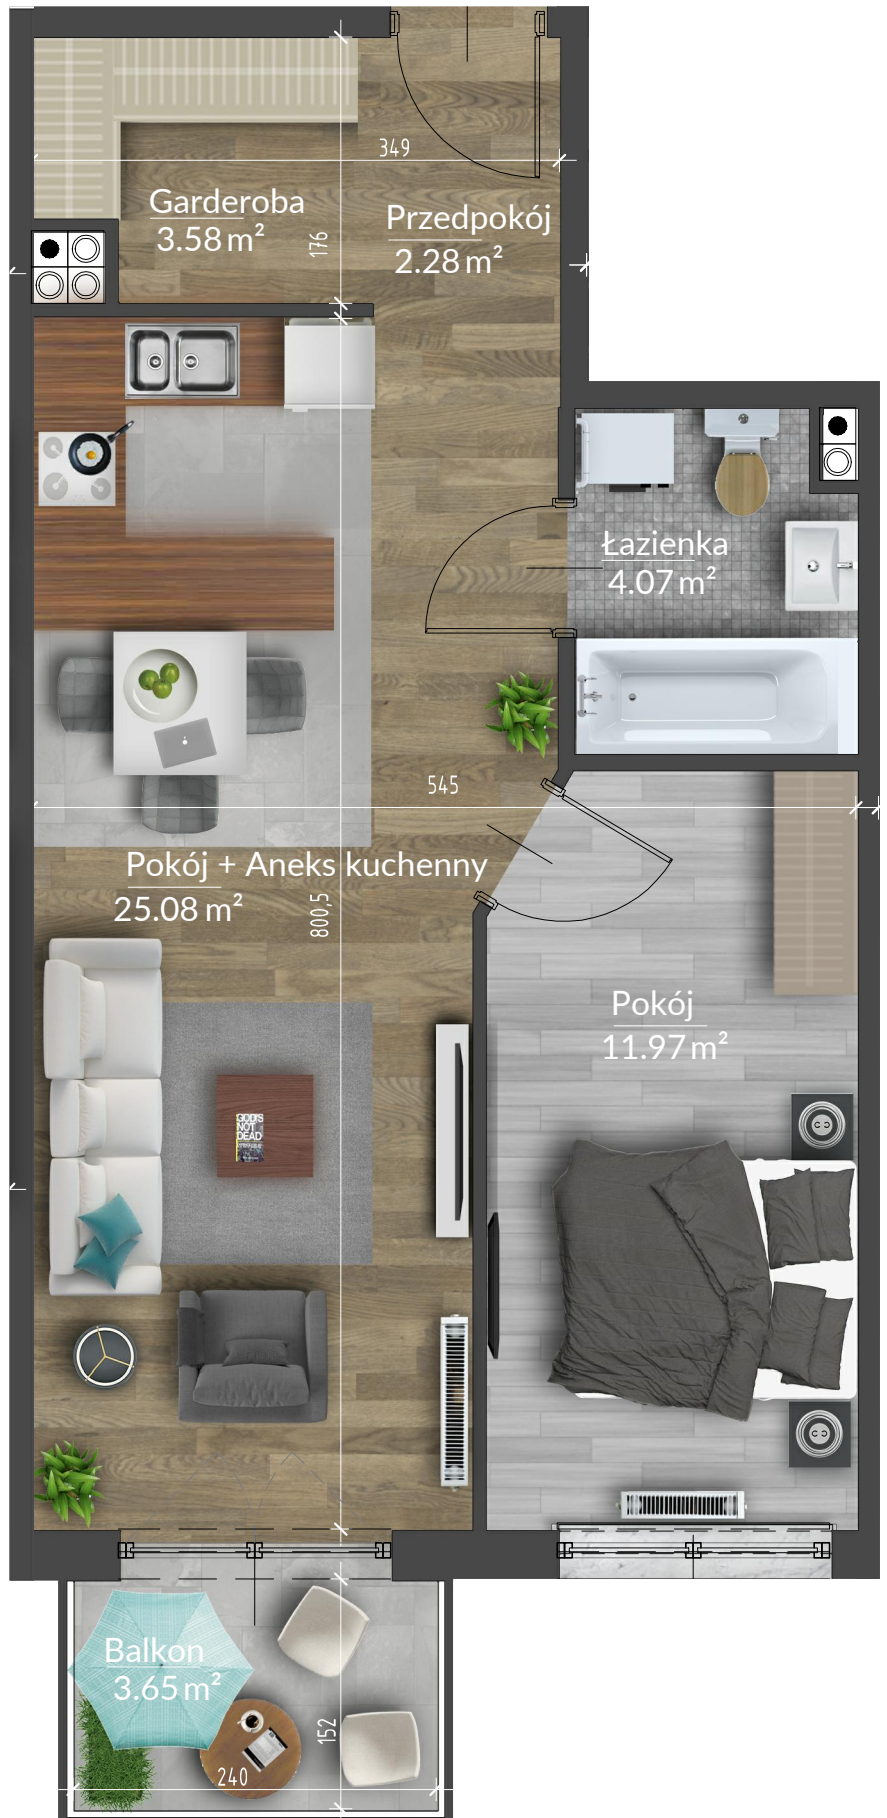 349
Garderoba
3.58 m²
176
Przedpokój
2.28 m²
Łazienka
4.07 m²
545
Pokój + Aneks kuchenny
25.08 m²
800,5
Pokój
11.97 m²
GOD'S
NOT
DEAD
Balkon
3.65 m²
152
240